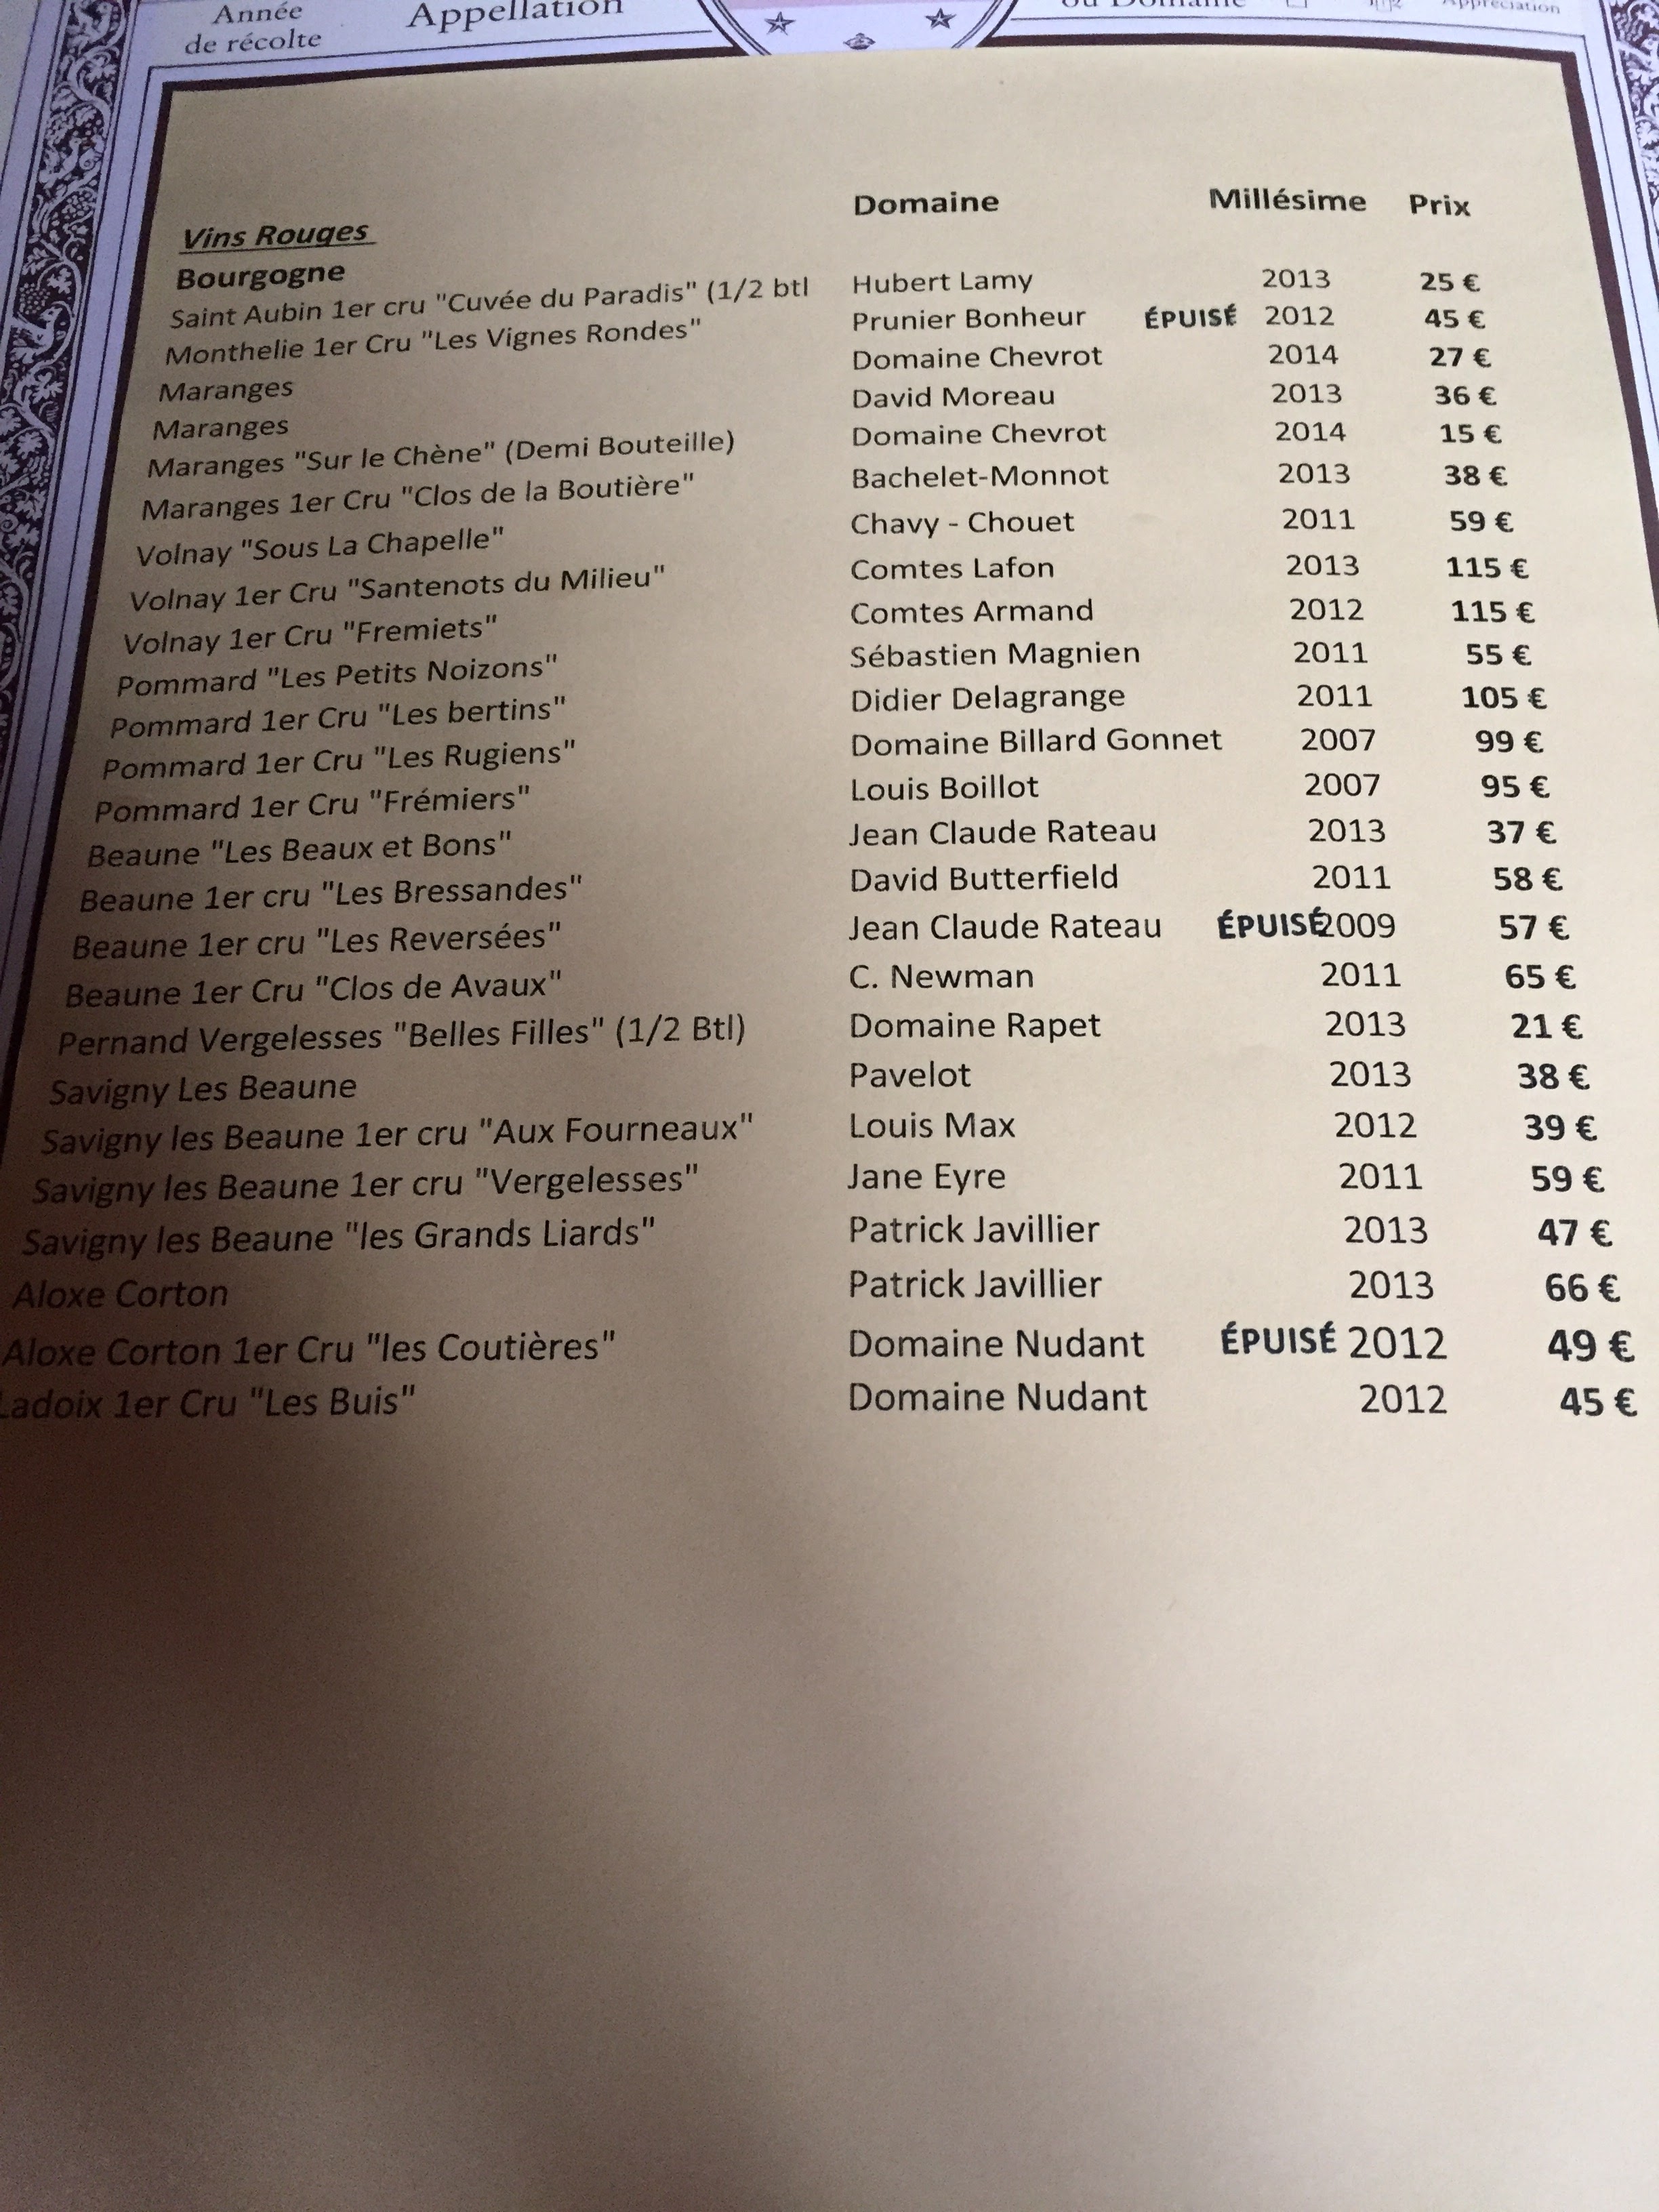 Année
de récolte
Appellation
Appréciation
Domaine Millésime Prix
Vins Rouges
Bourgogne
Saint Aubin 1er cru "Cuvée du Paradis" (1/2 btl Hubert Lamy 2013 25 €
Monthelie 1er Cru "Les Vignes Rondes" Prunier Bonheur ÉPUISÉ 2012 45 €
Maranges Domaine Chevrot 2014 27 €
Maranges David Moreau 2013 36 €
Maranges "Sur le Chène" (Demi Bouteille) Domaine Chevrot 2014 15 €
Maranges 1er Cru "Clos de la Boutière" Bachelet-Monnot 2013 38 €
Volnay "Sous La Chapelle" Chavy - Chouet 2011 59 €
Volnay 1er Cru "Santenots du Milieu" Comtes Lafon 2013 115 €
Volnay 1er Cru "Fremiets" Comtes Armand 2012 115 €
Pommard "Les Petits Noizons" Sébastien Magnien 2011 55 €
Pommard 1er Cru "Les bertins" Didier Delagrange 2011 105 €
Pommard 1er Cru "Les Rugiens" Domaine Billard Gonnet 2007 99 €
Pommard 1er Cru "Frémiers" Louis Boillot 2007 95 €
Beaune "Les Beaux et Bons" Jean Claude Rateau 2013 37 €
Beaune 1er cru "Les Bressandes" David Butterfield 2011 58 €
Beaune 1er cru "Les Reversées" Jean Claude Rateau ÉPUISÉ 2009 57 €
Beaune 1er Cru "Clos de Avaux" C. Newman 2011 65 €
Pernand Vergelesses "Belles Filles" (1/2 Btl) Domaine Rapet 2013 21 €
Savigny Les Beaune Pavelot 2013 38 €
Savigny les Beaune 1er cru "Aux Fourneaux" Louis Max 2012 39 €
Savigny les Beaune 1er cru "Vergelesses" Jane Eyre 2011 59 €
Savigny les Beaune "les Grands Liards" Patrick Javillier 2013 47 €
Aloxe Corton Patrick Javillier 2013 66 €
Aloxe Corton 1er Cru "les Coutières" Domaine Nudant ÉPUISÉ 2012 49 €
Ladoix 1er Cru "Les Buis" Domaine Nudant 2012 45 €